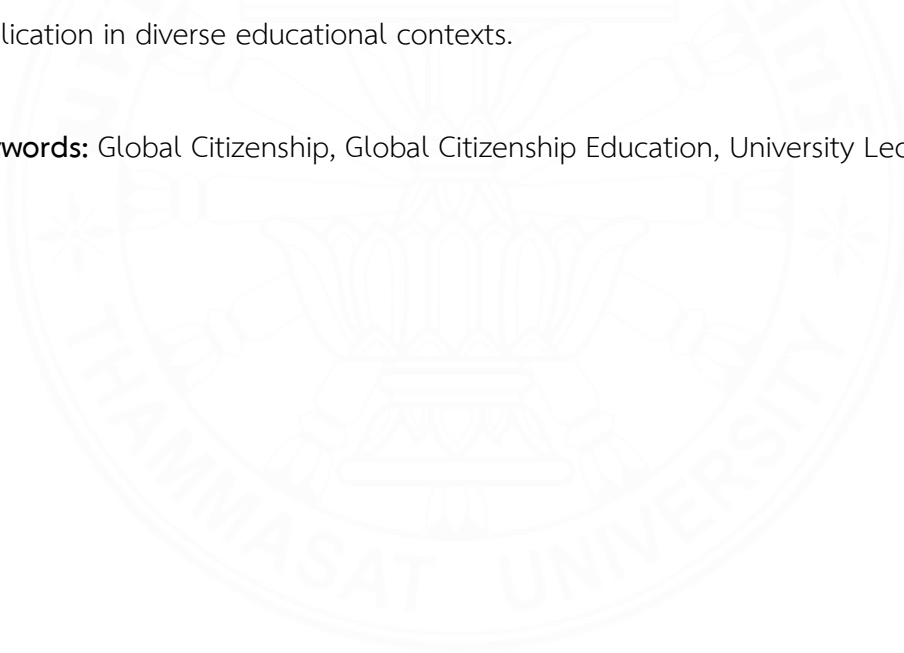 lication in diverse educational contexts.
words: Global Citizenship, Global Citizenship Education, University Lec
THAMMASAT UNIVERSITY